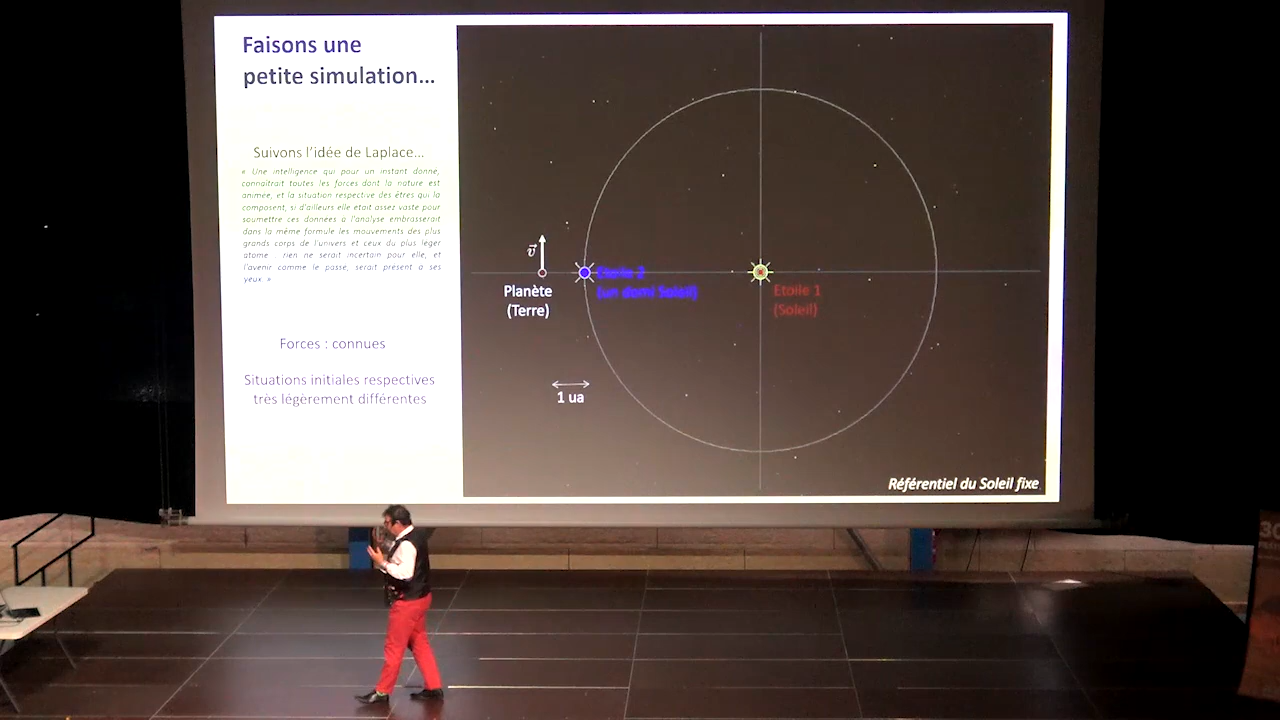 Faisons une
petite simulation...
Suivons l'idée de Laplace...
« Une intelligence qui pour un instant donné,
connaîtrait toutes les forces dont la nature est
animée, et la situation respective des êtres qui la
composent, si d'ailleurs elle était assez vaste pour
soumettre ces données à l'analyse embrasserait
dans la même formule les mouvements des plus
grands corps de l'univers et ceux du plus léger
atome : rien ne serait incertain pour elle, et
l'avenir comme le passé, serait présent à ses
yeux. »
Forces : connues
Situations initiales respectives
très légèrement différentes
v
Planète
(Terre)
Etoile 2
(un demi Soleil)
Etoile 1
(Soleil)
1 ua
Référentiel du Soleil fixe
30